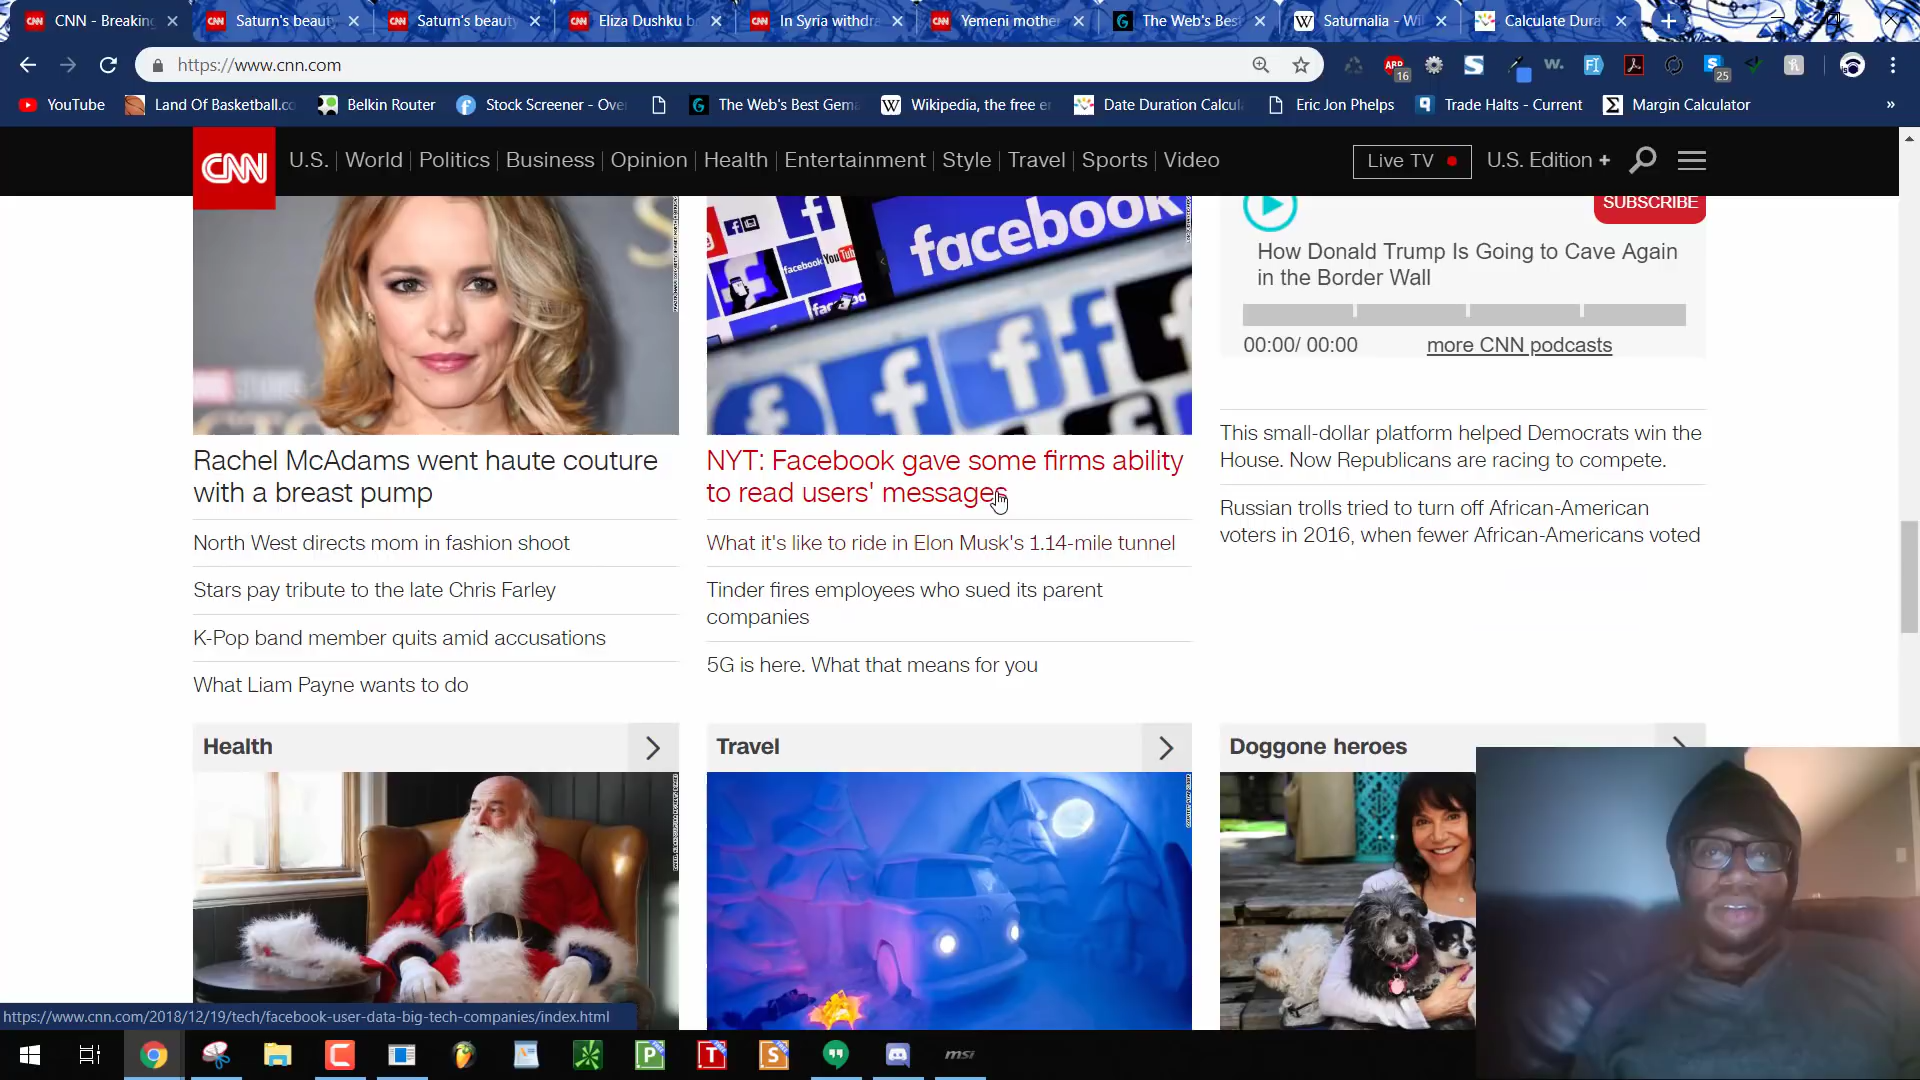 CNN - Breaking
Saturn's beaut
Saturn's beaut
Eliza Dushku b
In Syria withdra
Yemeni mothe
The Web's Best
Saturnalia - Wi
Calculate Dura
https://www.cnn.com
ABP
16
25
YouTube
Land Of Basketball.co
Belkin Router
Stock Screener - Over
The Web's Best Gema
Wikipedia, the free e
Date Duration Calcul
Eric Jon Phelps
Trade Halts - Current
Margin Calculator
»
CNN
U.S.
World
Politics
Business
Opinion
Health
Entertainment
Style
Travel
Sports
Video
Live TV
U.S. Edition +
facebook
SUBSCRIBE
How Donald Trump Is Going to Cave Again
in the Border Wall
00:00/ 00:00
more CNN podcasts
Rachel McAdams went haute couture
with a breast pump
North West directs mom in fashion shoot
Stars pay tribute to the late Chris Farley
K-Pop band member quits amid accusations
What Liam Payne wants to do
NYT: Facebook gave some firms ability
to read users' messages
What it's like to ride in Elon Musk's 1.14-mile tunnel
Tinder fires employees who sued its parent
companies
5G is here. What that means for you
This small-dollar platform helped Democrats win the
House. Now Republicans are racing to compete.
Russian trolls tried to turn off African-American
voters in 2016, when fewer African-Americans voted
Health
Travel
Doggone heroes
https://www.cnn.com/2018/12/19/tech/facebook-user-data-big-tech-companies/index.html
P
T
S
msi